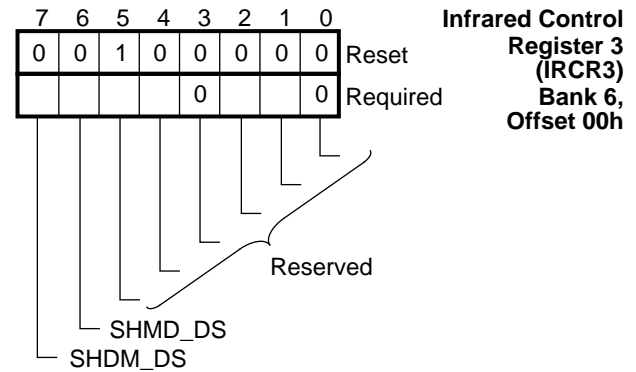 7 6 5 4 3 2 1 0
0 0 1 0 0 0 0 0 Reset
0 0 Required
Infrared Control
Register 3
(IRCR3)
Bank 6,
Offset 00h
Reserved
SHMD_DS
SHDM_DS